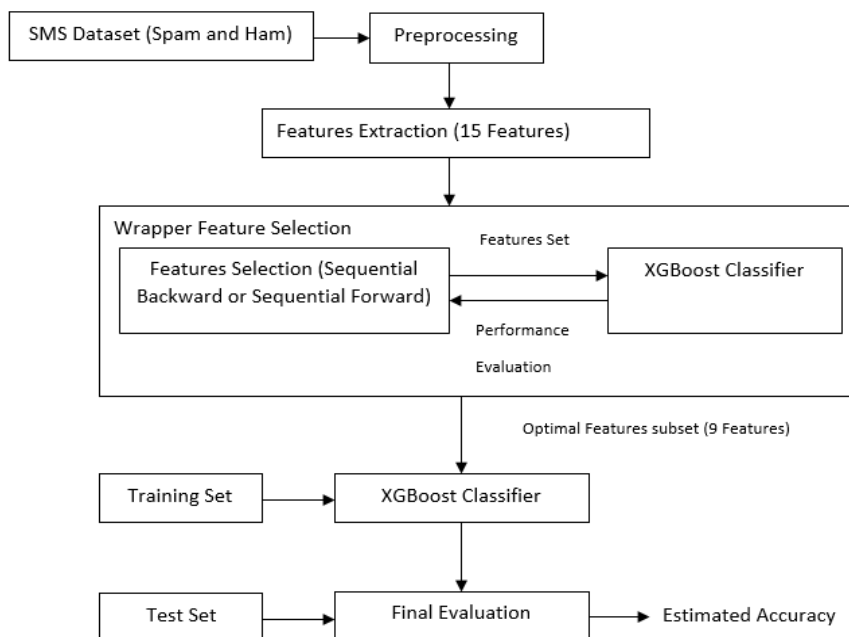 SMS Dataset (Spam and Ham)
Preprocessing
Features Extraction (15 Features)
Wrapper Feature Selection
Features Selection (Sequential
Backward or Sequential Forward)
Features Set
XGBoost Classifier
Performance
Evaluation
Optimal Features subset (9 Features)
Training Set
XGBoost Classifier
Test Set
Final Evaluation
Estimated Accuracy